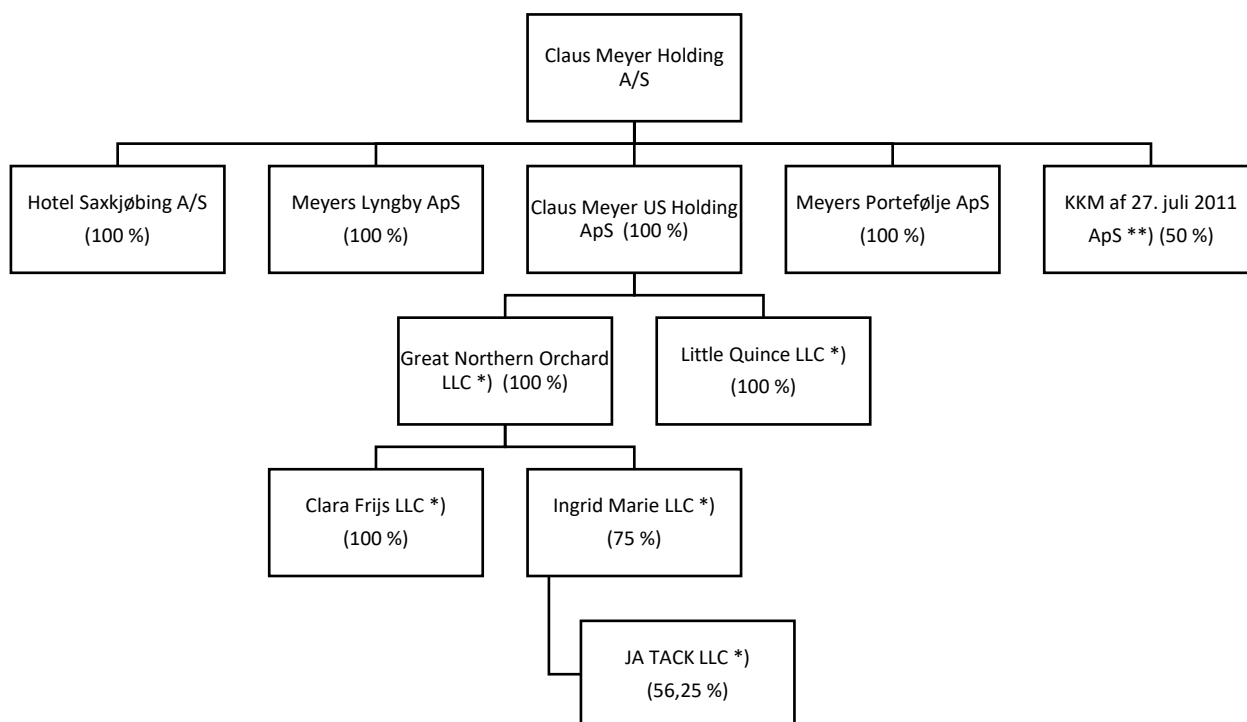 Claus Meyer Holding
A/S
Hotel Saxkjøbing A/S
(100 %)
Meyers Lyngby ApS
(100 %)
Claus Meyer US Holding
ApS (100 %)
Meyers Portefølje ApS
(100 %)
KKM af 27. juli 2011
ApS **) (50 %)
Great Northern Orchard
LLC *) (100 %)
Little Quince LLC *)
(100 %)
Clara Frijs LLC *)
(100 %)
Ingrid Marie LLC *)
(75 %)
JA TACK LLC *)
(56,25 %)